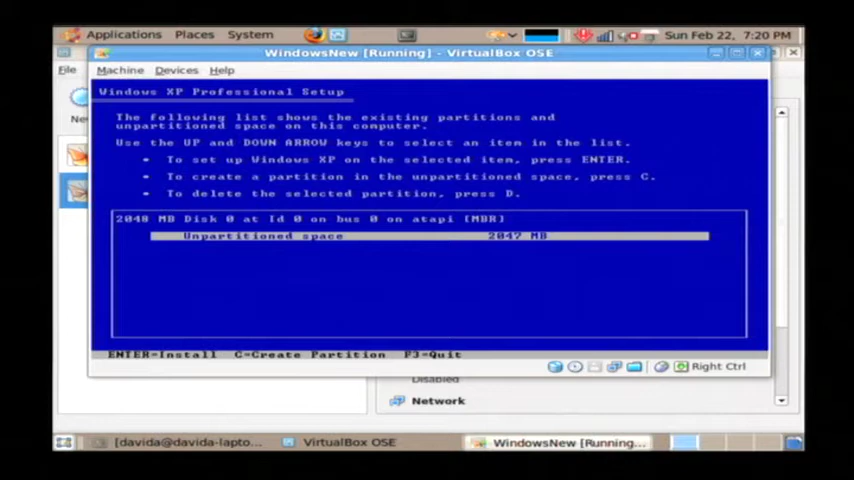 Applications Places System Sun Feb 22, 7:20 PM
WindowsNew [Running] - VirtualBox OSE
File
Machine Devices Help
Windows XP Professional Setup
The following list shows the existing partitions and
unpartitioned space on this computer.
Use the UP and DOWN ARROW keys to select an item in the list.
• To set up Windows XP on the selected item, press ENTER.
• To create a partition in the unpartitioned space, press C.
• To delete the selected partition, press D.
2048 MB Disk 0 at Id 0 on bus 0 on atapi [MBR]
Unpartitioned space 2047 MB
ENTER=Install C=Create Partition F3=Quit
Right Ctrl
Disabled
Network
[davida@davida-lapto... VirtualBox OSE WindowsNew [Running...